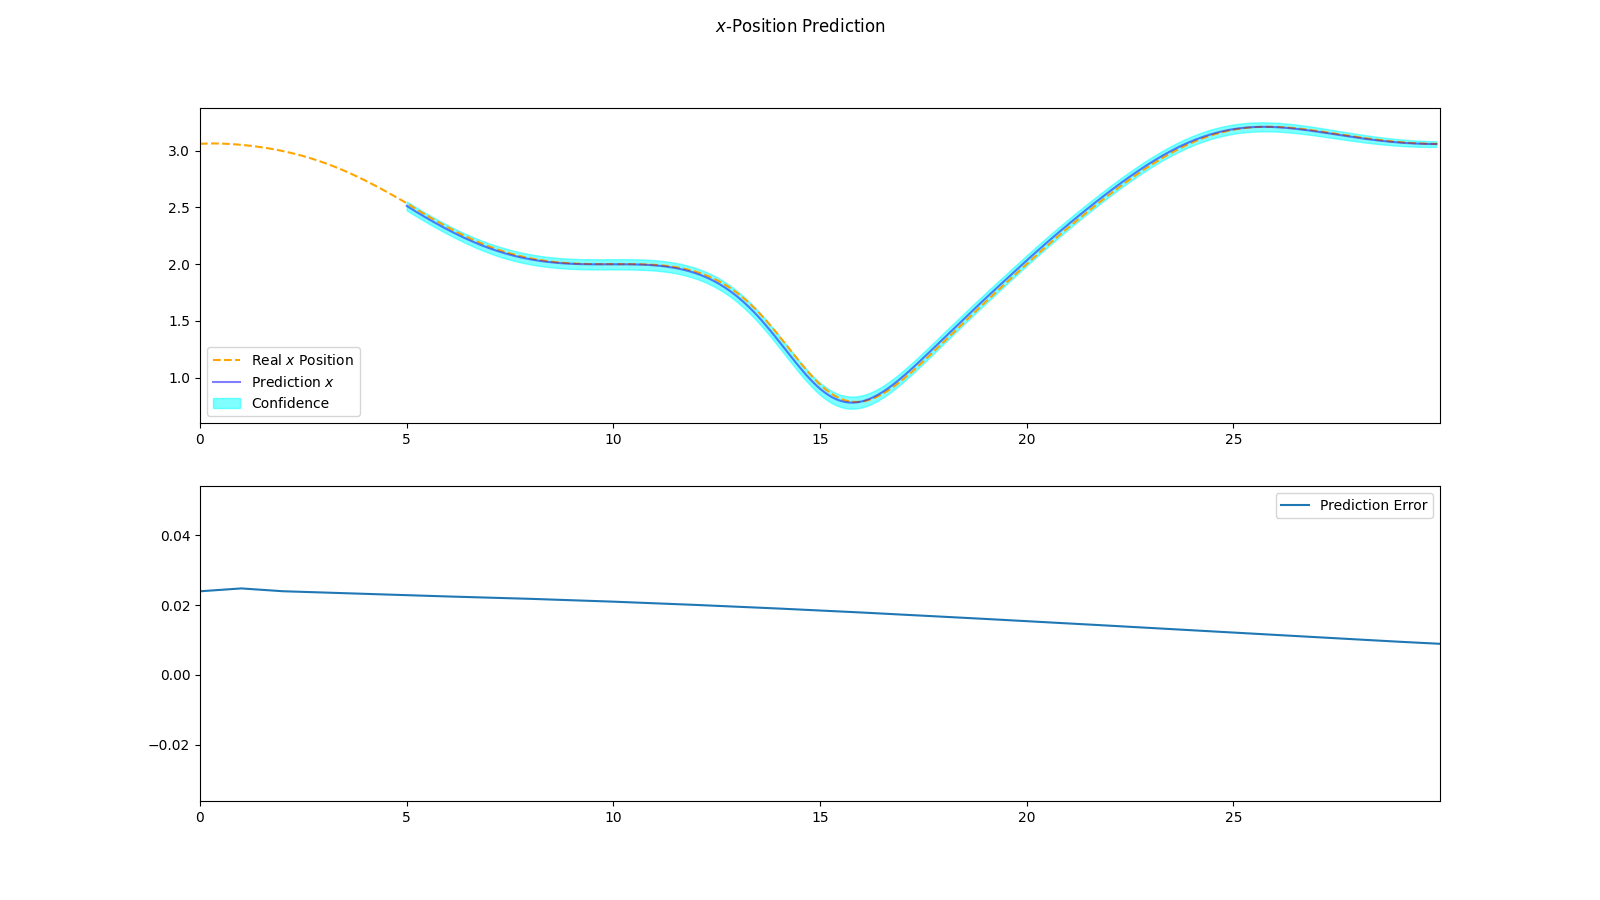 x-Position Prediction
3.0
2.5
2.0
1.5
1.0
Real x Position
Prediction x
Confidence
0 5 10 15 20 25
0.04
0.02
0.00
−0.02
Prediction Error
0 5 10 15 20 25